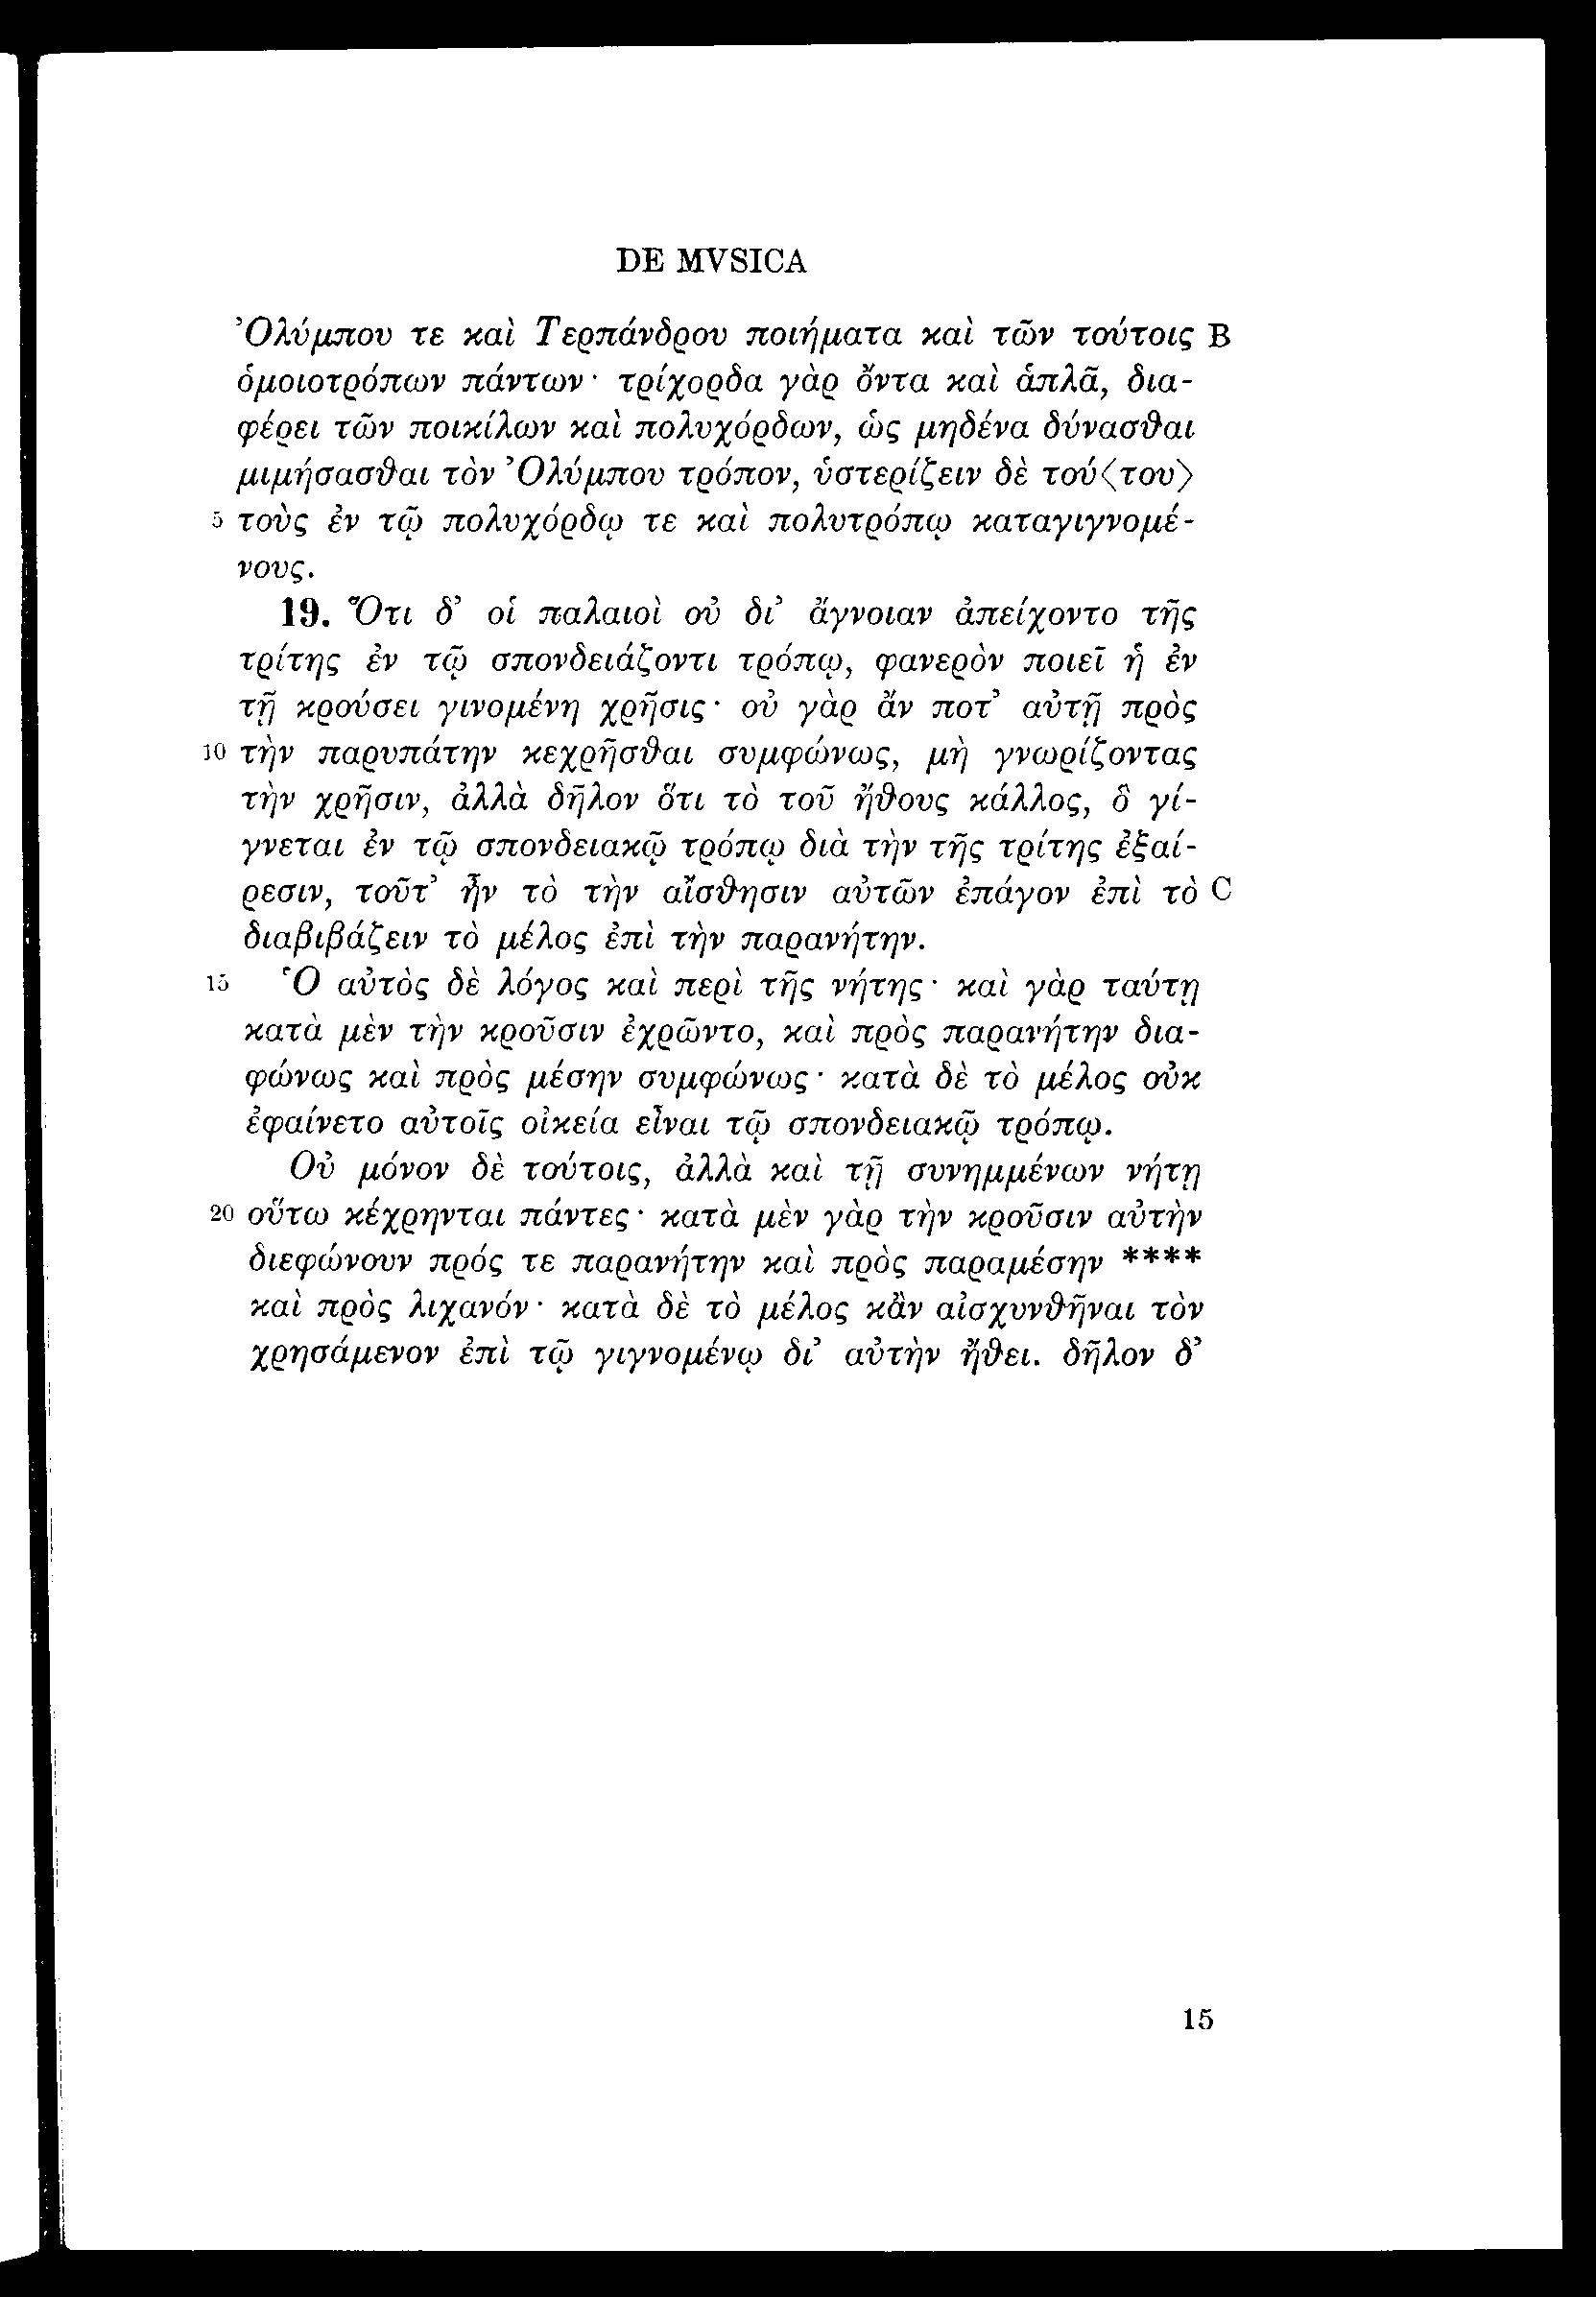 DE MVSICA
Ὀλύμπου τε καὶ Τερπάνδρου ποιήματα καὶ τῶν τούτοις B
ὁμοιοτρόπων πάντων· τρίχορδα γὰρ ὄντα καὶ ἁπλᾶ, δια-
φέρει τῶν ποικίλων καὶ πολυχόρδων, ὡς μηδένα δύνασθαι
μιμήσασθαι τὸν Ὀλύμπου τρόπον, ὑστερίζειν δὲ τού⟨του⟩
5 τοὺς ἐν τῷ πολυχόρδῳ τε καὶ πολυτρόπῳ καταγιγνομέ-
νους.
19. Ὅτι δ’ οἱ παλαιοὶ οὐ δι’ ἄγνοιαν ἀπείχοντο τῆς
τρίτης ἐν τῷ σπονδειάζοντι τρόπῳ, φανερὸν ποιεῖ ἡ ἐν
τῇ κρούσει γινομένη χρῆσις· οὐ γὰρ ἄν ποτ’ αὐτῇ πρὸς
10 τὴν παρυπάτην κεχρῆσθαι συμφώνως, μὴ γνωρίζοντας
τὴν χρῆσιν, ἀλλὰ δῆλον ὅτι τὸ τοῦ ἤθους κάλλος, ὃ γί-
γνεται ἐν τῷ σπονδειακῷ τρόπῳ διὰ τὴν τῆς τρίτης ἐξαί-
ρεσιν, τοῦτ’ ἦν τὸ τὴν αἴσθησιν αὐτῶν ἐπάγον ἐπὶ τὸ C
διαβιβάζειν τὸ μέλος ἐπὶ τὴν παρανήτην.
15 Ὁ αὐτὸς δὲ λόγος καὶ περὶ τῆς νήτης· καὶ γὰρ ταύτῃ
κατὰ μὲν τὴν κροῦσιν ἐχρῶντο, καὶ πρὸς παρανήτην δια-
φώνως καὶ πρὸς μέσην συμφώνως· κατὰ δὲ τὸ μέλος οὐκ
ἐφαίνετο αὐτοῖς οἰκεία εἶναι τῷ σπονδειακῷ τρόπῳ.
Οὐ μόνον δὲ τούτοις, ἀλλὰ καὶ τῇ συνημμένων νήτῃ
20 οὕτω κέχρηνται πάντες· κατὰ μὲν γὰρ τὴν κροῦσιν αὐτὴν
διεφώνουν πρός τε παρανήτην καὶ πρὸς παραμέσην ****
καὶ πρὸς λιχανόν· κατὰ δὲ τὸ μέλος κἂν αἰσχυνθῆναι τὸν
χρησάμενον ἐπὶ τῷ γιγνομένῳ δι’ αὐτὴν ἤθει. δῆλον δ’
15